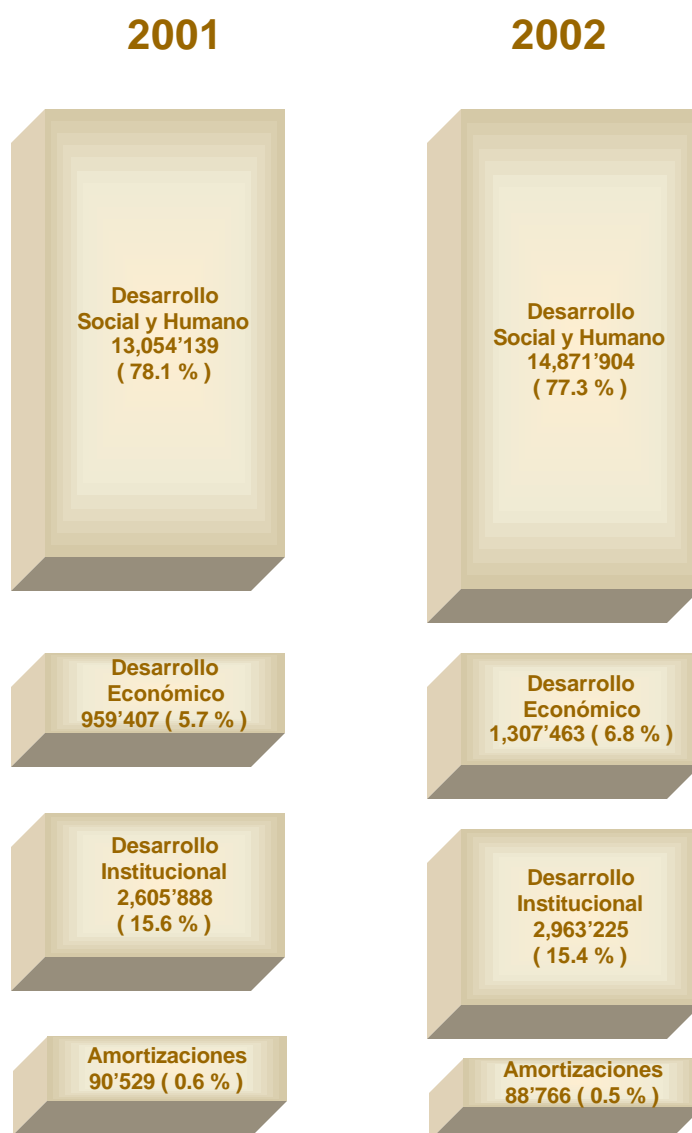 2001
2002
Desarrollo
Social y Humano
13,054’139
( 78.1 % )
Desarrollo
Social y Humano
14,871’904
( 77.3 % )
Desarrollo
Económico
959’407 ( 5.7 % )
Desarrollo
Económico
1,307’463 ( 6.8 % )
Desarrollo
Institucional
2,605’888
( 15.6 % )
Desarrollo
Institucional
2,963’225
( 15.4 % )
Amortizaciones
90’529 ( 0.6 % )
Amortizaciones
88’766 ( 0.5 % )